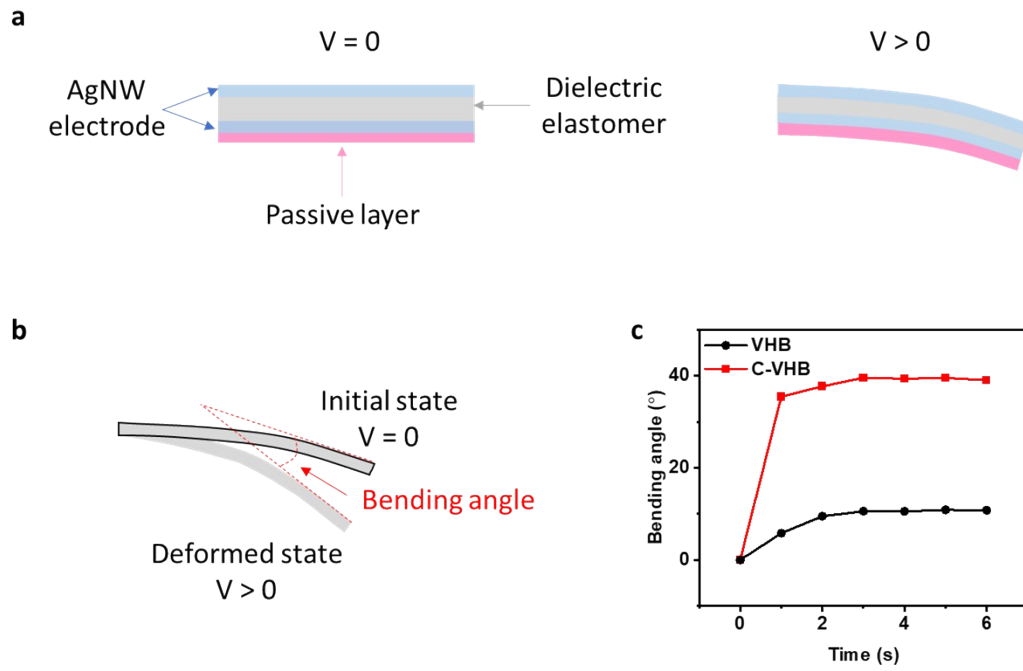 a
V = 0
V > 0
AgNW
electrode
Dielectric
elastomer
Passive layer
b
Initial state
V = 0
Bending angle
Deformed state
V > 0
c
VHB
C-VHB
Bending angle (°)
40
20
0
0
2
4
6
Time (s)